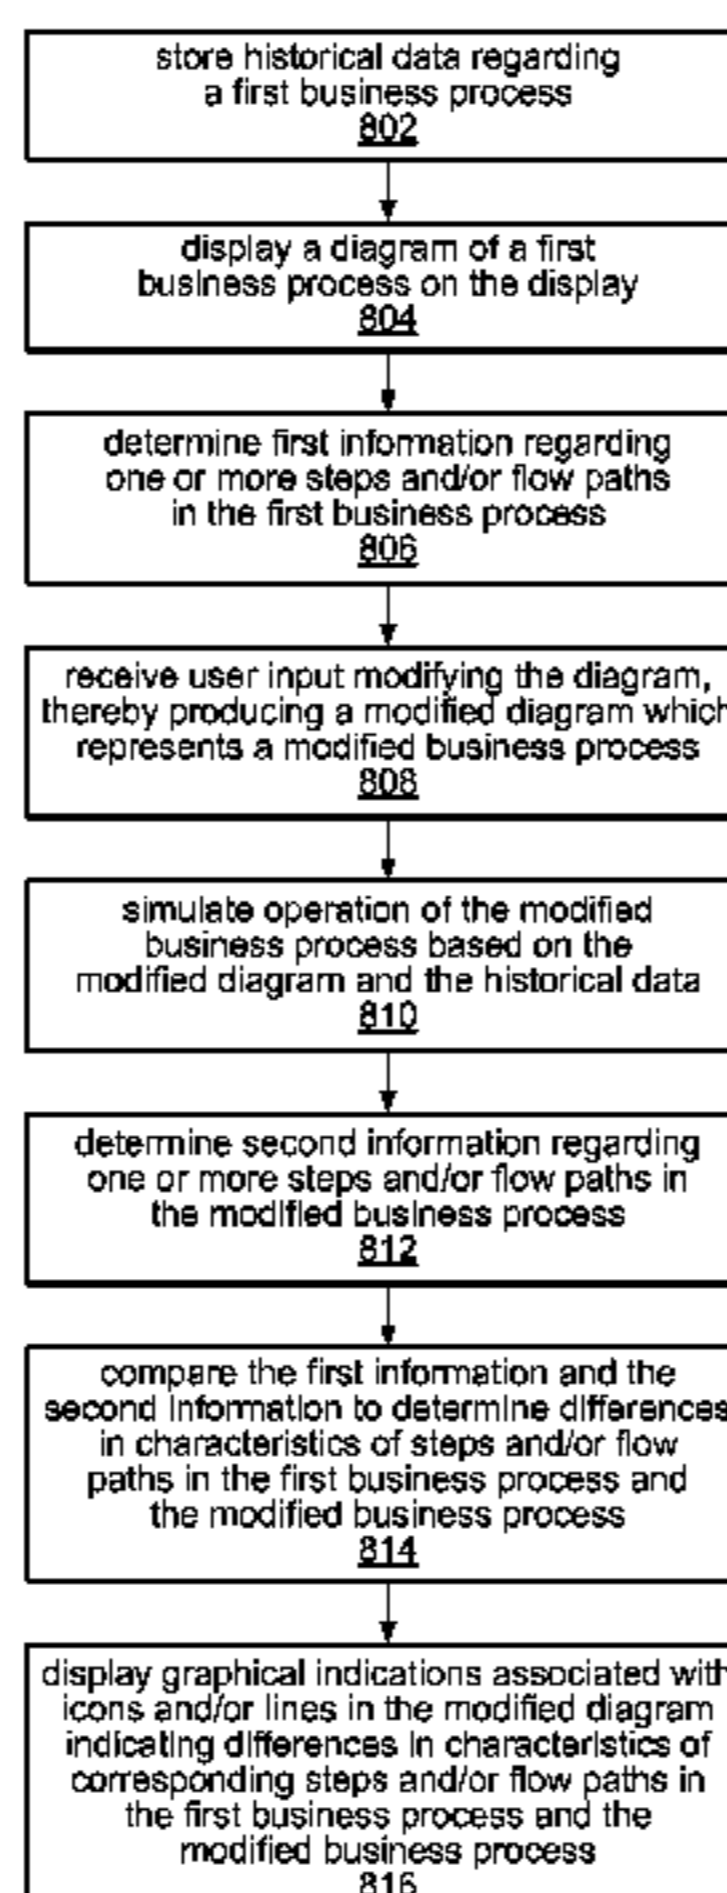 store historical data regarding
a first business process
802
display a diagram of a first
business process on the display
804
determine first information regarding
one or more steps and/or flow paths
in the first business process
806
receive user input modifying the diagram,
thereby producing a modified diagram which
represents a modified business process
808
simulate operation of the modified
business process based on the
modified diagram and the historical data
810
determine second information regarding
one or more steps and/or flow paths in
the modified business process
812
compare the first information and the
second information to determine differences
in characteristics of steps and/or flow
paths in the first business process and
the modified business process
814
display graphical indications associated with
icons and/or lines in the modified diagram
indicating differences in characteristics of
corresponding steps and/or flow paths in
the first business process and the
modified business process
816